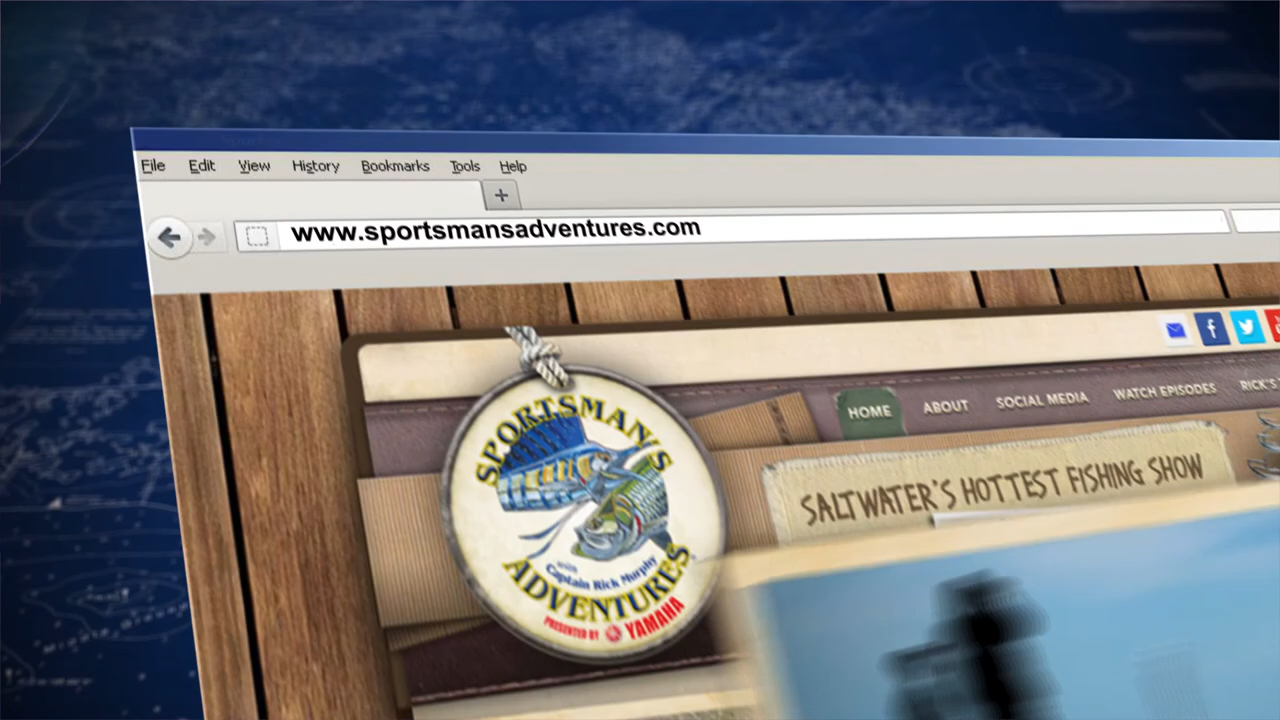 File Edit View History Bookmarks Tools Help
+
www.sportsmansadventures.com
HOME ABOUT SOCIAL MEDIA WATCH EPISODES RICK'S
SALTWATER'S HOTTEST FISHING SHOW
SPORTSMAN'S
with
Captain Rick Murphy
ADVENTURES
PRESENTED BY YAMAHA